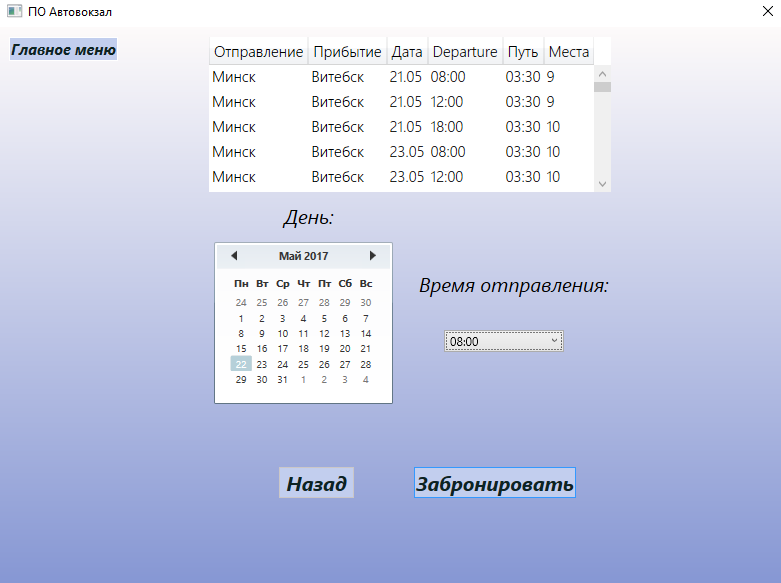 ПО Автовокзал
Главное меню
Отправление Прибытие Дата Departure Путь Места
Минск Витебск 21.05 08:00 03:30 9
Минск Витебск 21.05 12:00 03:30 9
Минск Витебск 21.05 18:00 03:30 10
Минск Витебск 23.05 08:00 03:30 10
Минск Витебск 23.05 12:00 03:30 10
День:
Май 2017
Пн Вт Ср Чт Пт Сб Вс
24 25 26 27 28 29 30
1 2 3 4 5 6 7
8 9 10 11 12 13 14
15 16 17 18 19 20 21
22 23 24 25 26 27 28
29 30 31 1 2 3 4
Время отправления:
08:00
Назад Забронировать